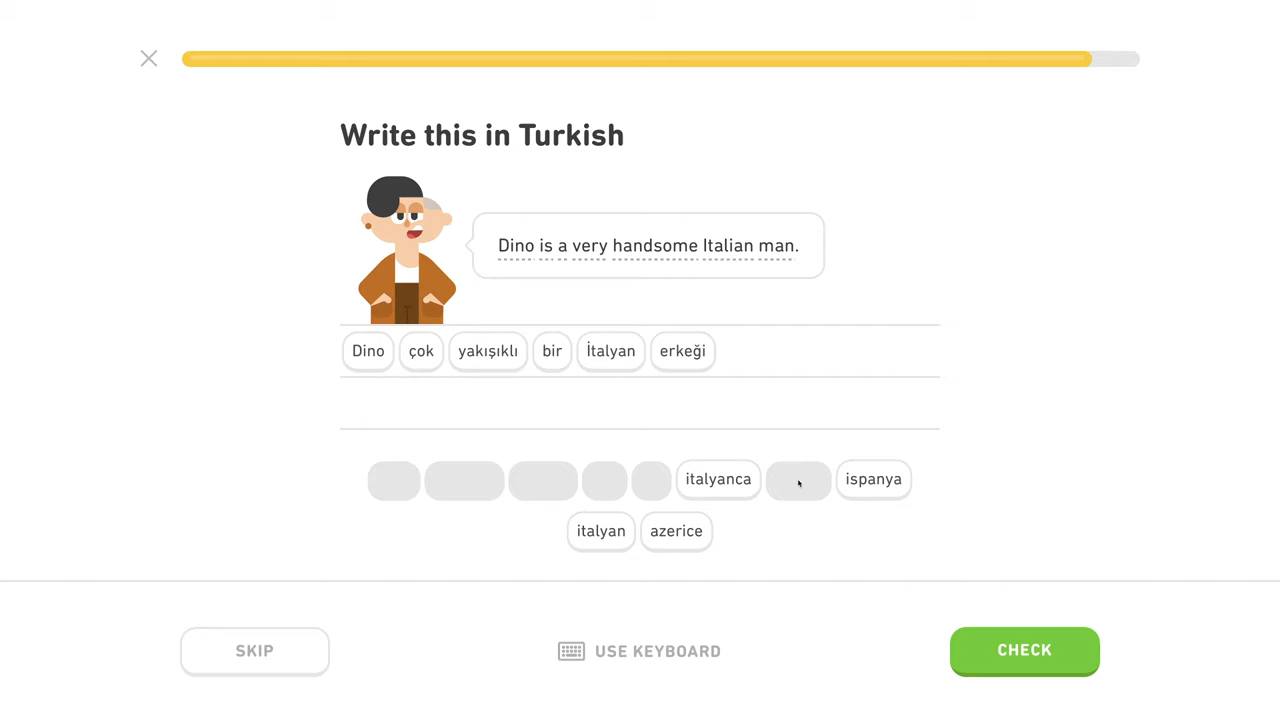 Write this in Turkish
Dino is a very handsome Italian man.
Dino çok yakışıklı bir İtalyan erkeği
italyanca ispanya
italyan azerice
SKIP USE KEYBOARD CHECK